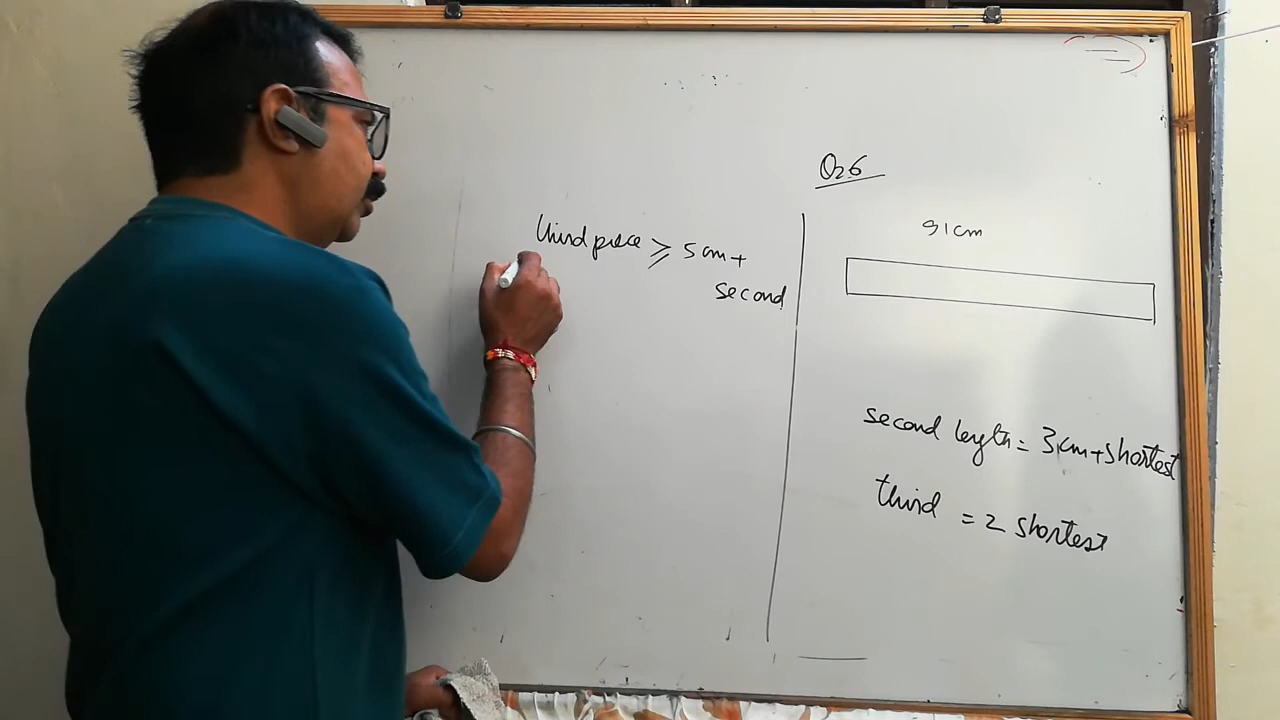 Q26
91cm
third piece ⩾ 5cm+
second
second length = 3cm+shortest
third = 2 shortest